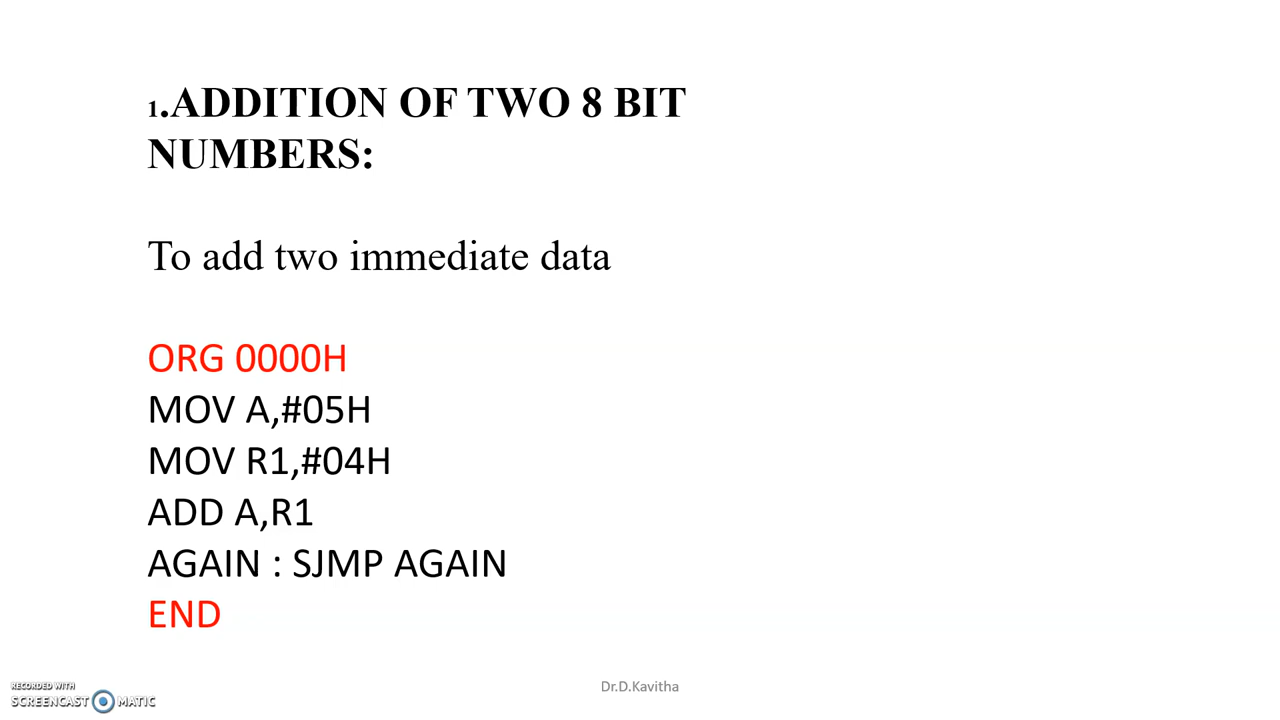 1.ADDITION OF TWO 8 BIT
NUMBERS:
To add two immediate data
ORG 0000H
MOV A,#05H
MOV R1,#04H
ADD A,R1
AGAIN : SJMP AGAIN
END
Dr.D.Kavitha
RECORDED WITH
SCREENCAST MATIC